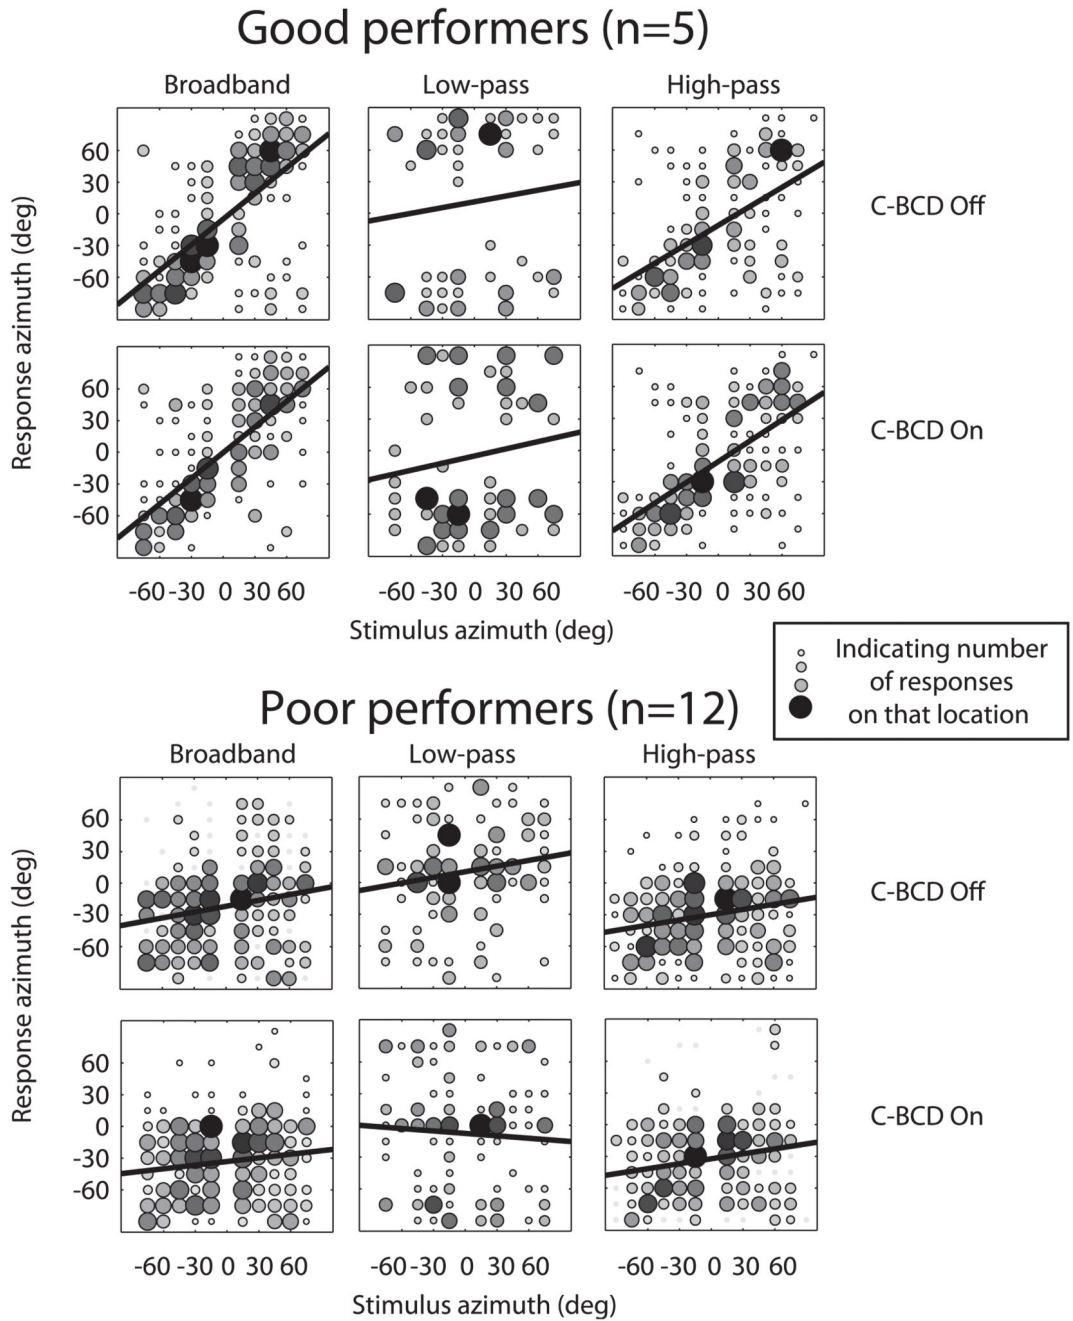 Good performers (n=5)
Broadband Low-pass High-pass
Response azimuth (deg)
60
30
0
-30
-60
C-BCD Off
60
30
0
-30
-60
C-BCD On
-60 -30 0 30 60 -60 -30 0 30 60 -60 -30 0 30 60
Stimulus azimuth (deg)
Indicating number
of responses
on that location
Poor performers (n=12)
Broadband Low-pass High-pass
Response azimuth (deg)
60
30
0
-30
-60
C-BCD Off
60
30
0
-30
-60
C-BCD On
-60 -30 0 30 60 -60 -30 0 30 60 -60 -30 0 30 60
Stimulus azimuth (deg)